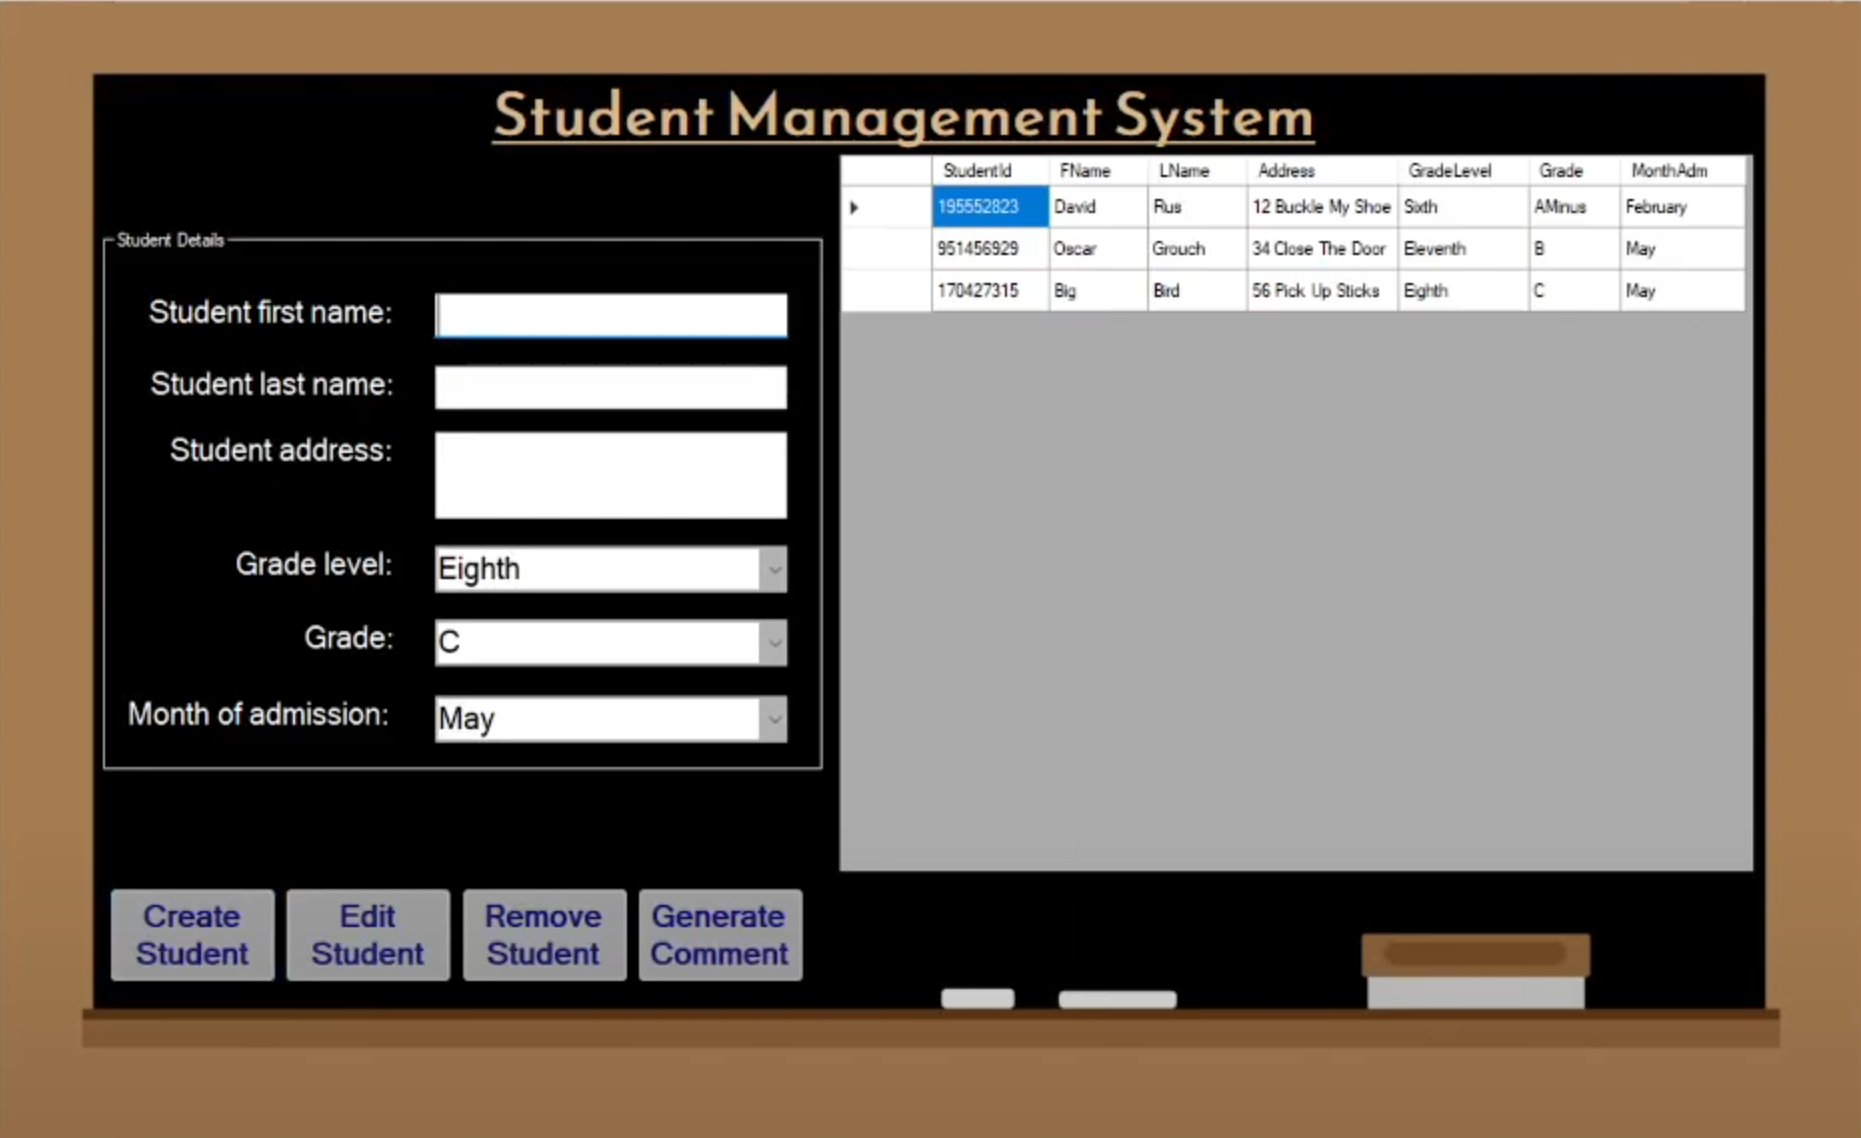 Student Management System
Student Details
Student first name:
Student last name:
Student address:
Grade level: Eighth
Grade: C
Month of admission: May
Create Student
Edit Student
Remove Student
Generate Comment
StudentId FName LName Address GradeLevel Grade MonthAdm
195552823 David Rus 12 Buckle My Shoe Sixth AMinus February
951456929 Oscar Grouch 34 Close The Door Eleventh B May
170427315 Big Bird 56 Pick Up Sticks Eighth C May